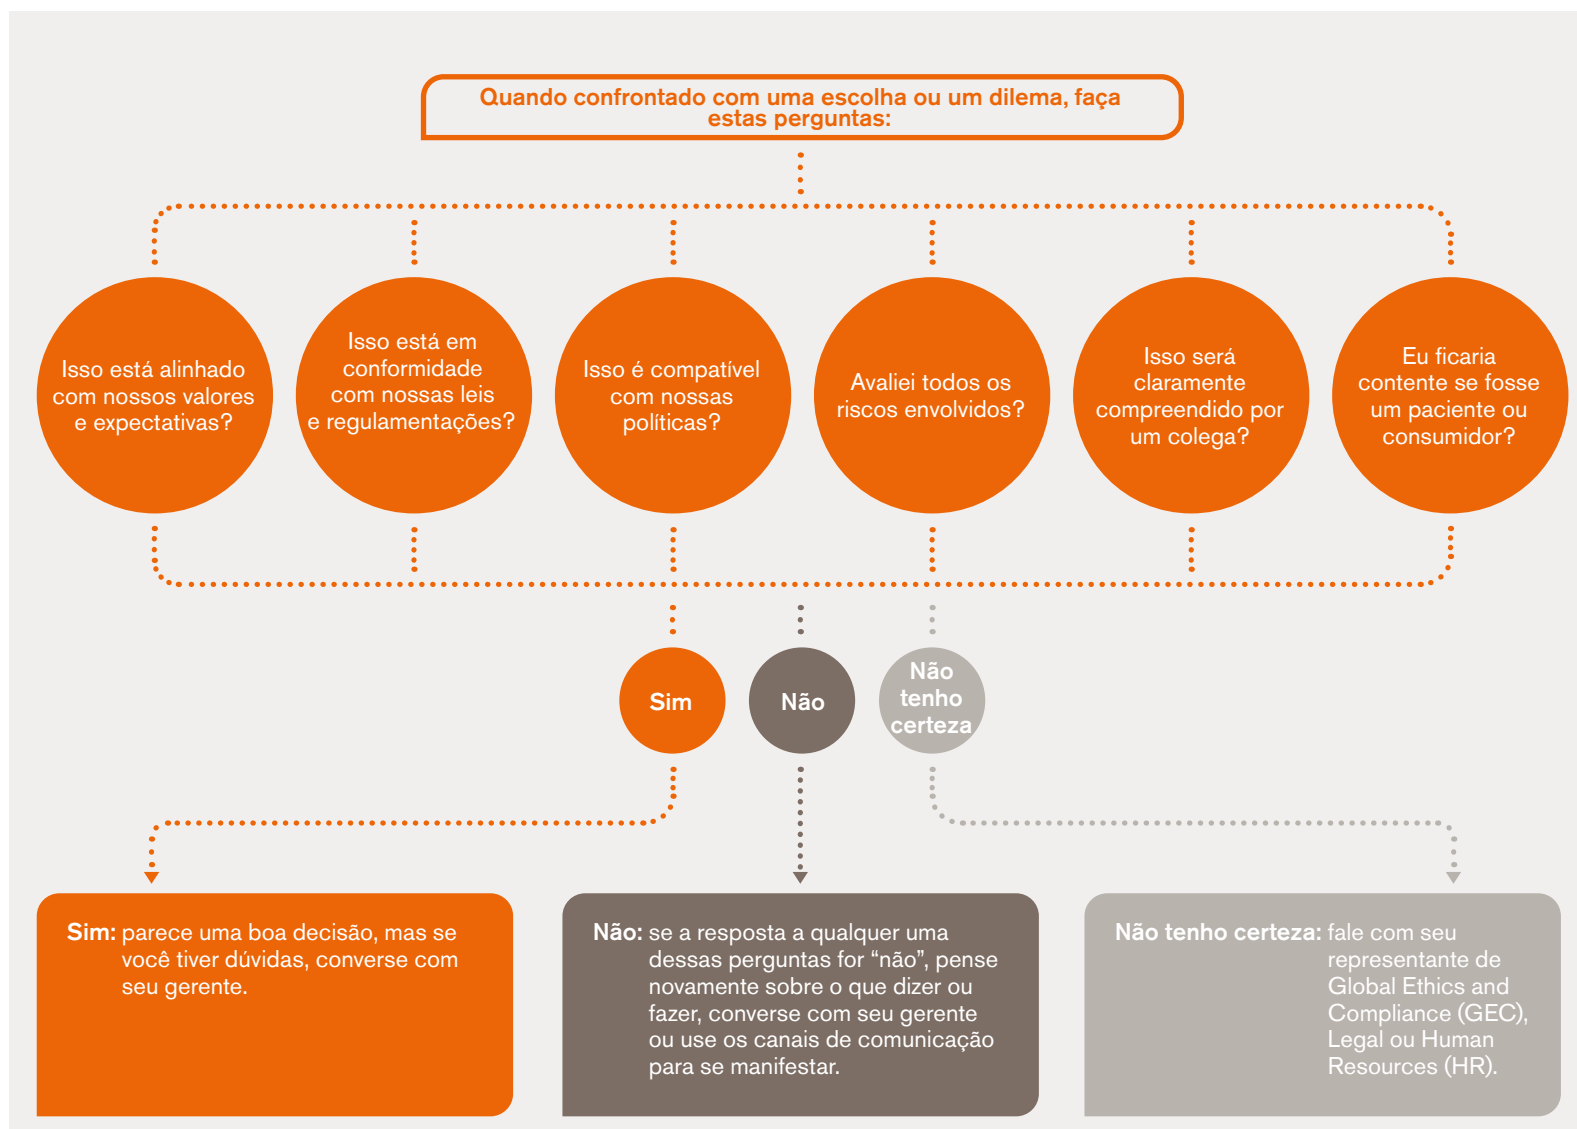 Quando confrontado com uma escolha ou um dilema, faça
estas perguntas:
Isso está alinhado
com nossos valores
e expectativas?
Isso está em
conformidade
com nossas leis
e regulamentações?
Isso é compatível
com nossas
políticas?
Avaliei todos os
riscos envolvidos?
Isso será
claramente
compreendido por
um colega?
Eu ficaria
contente se fosse
um paciente ou
consumidor?
Sim
Não
Não
tenho
certeza
Sim: parece uma boa decisão, mas se
você tiver dúvidas, converse com
seu gerente.
Não: se a resposta a qualquer uma
dessas perguntas for “não”, pense
novamente sobre o que dizer ou
fazer, converse com seu gerente
ou use os canais de comunicação
para se manifestar.
Não tenho certeza: fale com seu
representante de
Global Ethics and
Compliance (GEC),
Legal ou Human
Resources (HR).